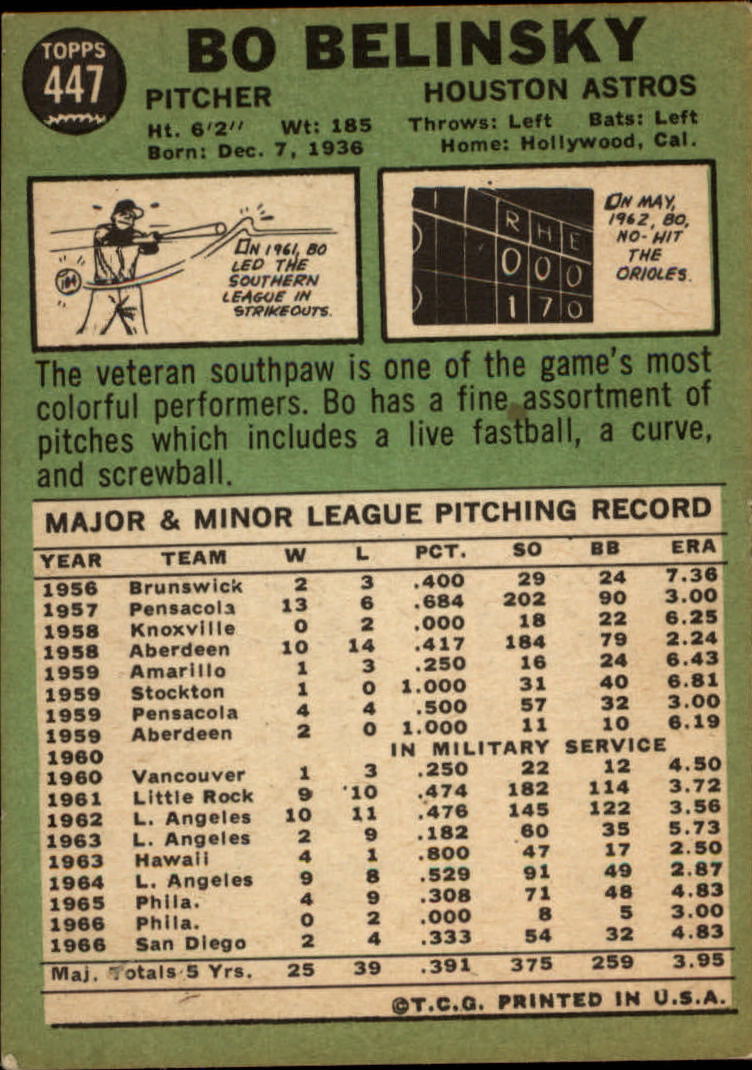 TOPPS
447
BO BELINSKY
PITCHER HOUSTON ASTROS
Ht. 6'2" Wt: 185 Throws: Left Bats: Left
Born: Dec. 7, 1936 Home: Hollywood, Cal.
IN 1961, BO
LED THE
SOUTHERN
LEAGUE IN
STRIKEOUTS.
R H E
0 0 0
1 7 0
ON MAY,
1962, BO,
NO-HIT
THE
ORIOLES.
The veteran southpaw is one of the game's most
colorful performers. Bo has a fine assortment of
pitches which includes a live fastball, a curve,
and screwball.
MAJOR & MINOR LEAGUE PITCHING RECORD
YEAR TEAM W L PCT. SO BB ERA
1956 Brunswick 2 3 .400 29 24 7.36
1957 Pensacola 13 6 .684 202 90 3.00
1958 Knoxville 0 2 .000 18 22 6.25
1958 Aberdeen 10 14 .417 184 79 2.24
1959 Amarillo 1 3 .250 16 24 6.43
1959 Stockton 1 0 1.000 31 40 6.81
1959 Pensacola 4 4 .500 57 32 3.00
1959 Aberdeen 2 0 1.000 11 10 6.19
1960 IN MILITARY SERVICE
1960 Vancouver 1 3 .250 22 12 4.50
1961 Little Rock 9 10 .474 182 114 3.72
1962 L. Angeles 10 11 .476 145 122 3.56
1963 L. Angeles 2 9 .182 60 35 5.73
1963 Hawaii 4 1 .800 47 17 2.50
1964 L. Angeles 9 8 .529 91 49 2.87
1965 Phila. 4 9 .308 71 48 4.83
1966 Phila. 0 2 .000 8 5 3.00
1966 San Diego 2 4 .333 54 32 4.83
Maj. Totals 5 Yrs. 25 39 .391 375 259 3.95
©T.C.G. PRINTED IN U.S.A.